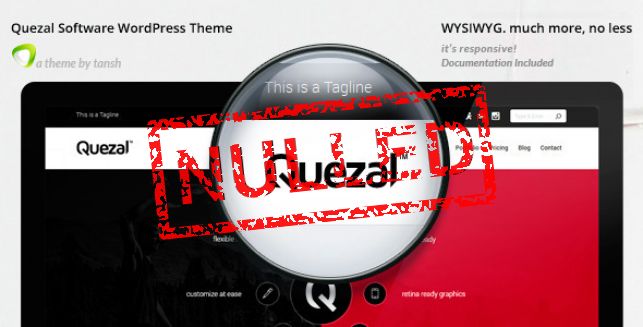 Quezal Software WordPress Theme
WYSIWYG. much more, no less
it's responsive!
a theme by tansh
Documentation Included
This is a Tagline
This is a Tagline
Quezal
Blog
Contact
NULLED
Quezal
flexible
customize at ease
retina ready graphics